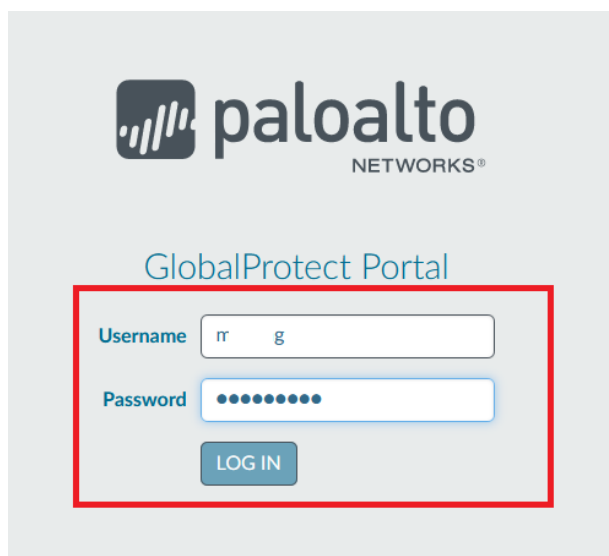 paloalto
NETWORKS®
GlobalProtect Portal
Username
Password •••••••••
LOG IN